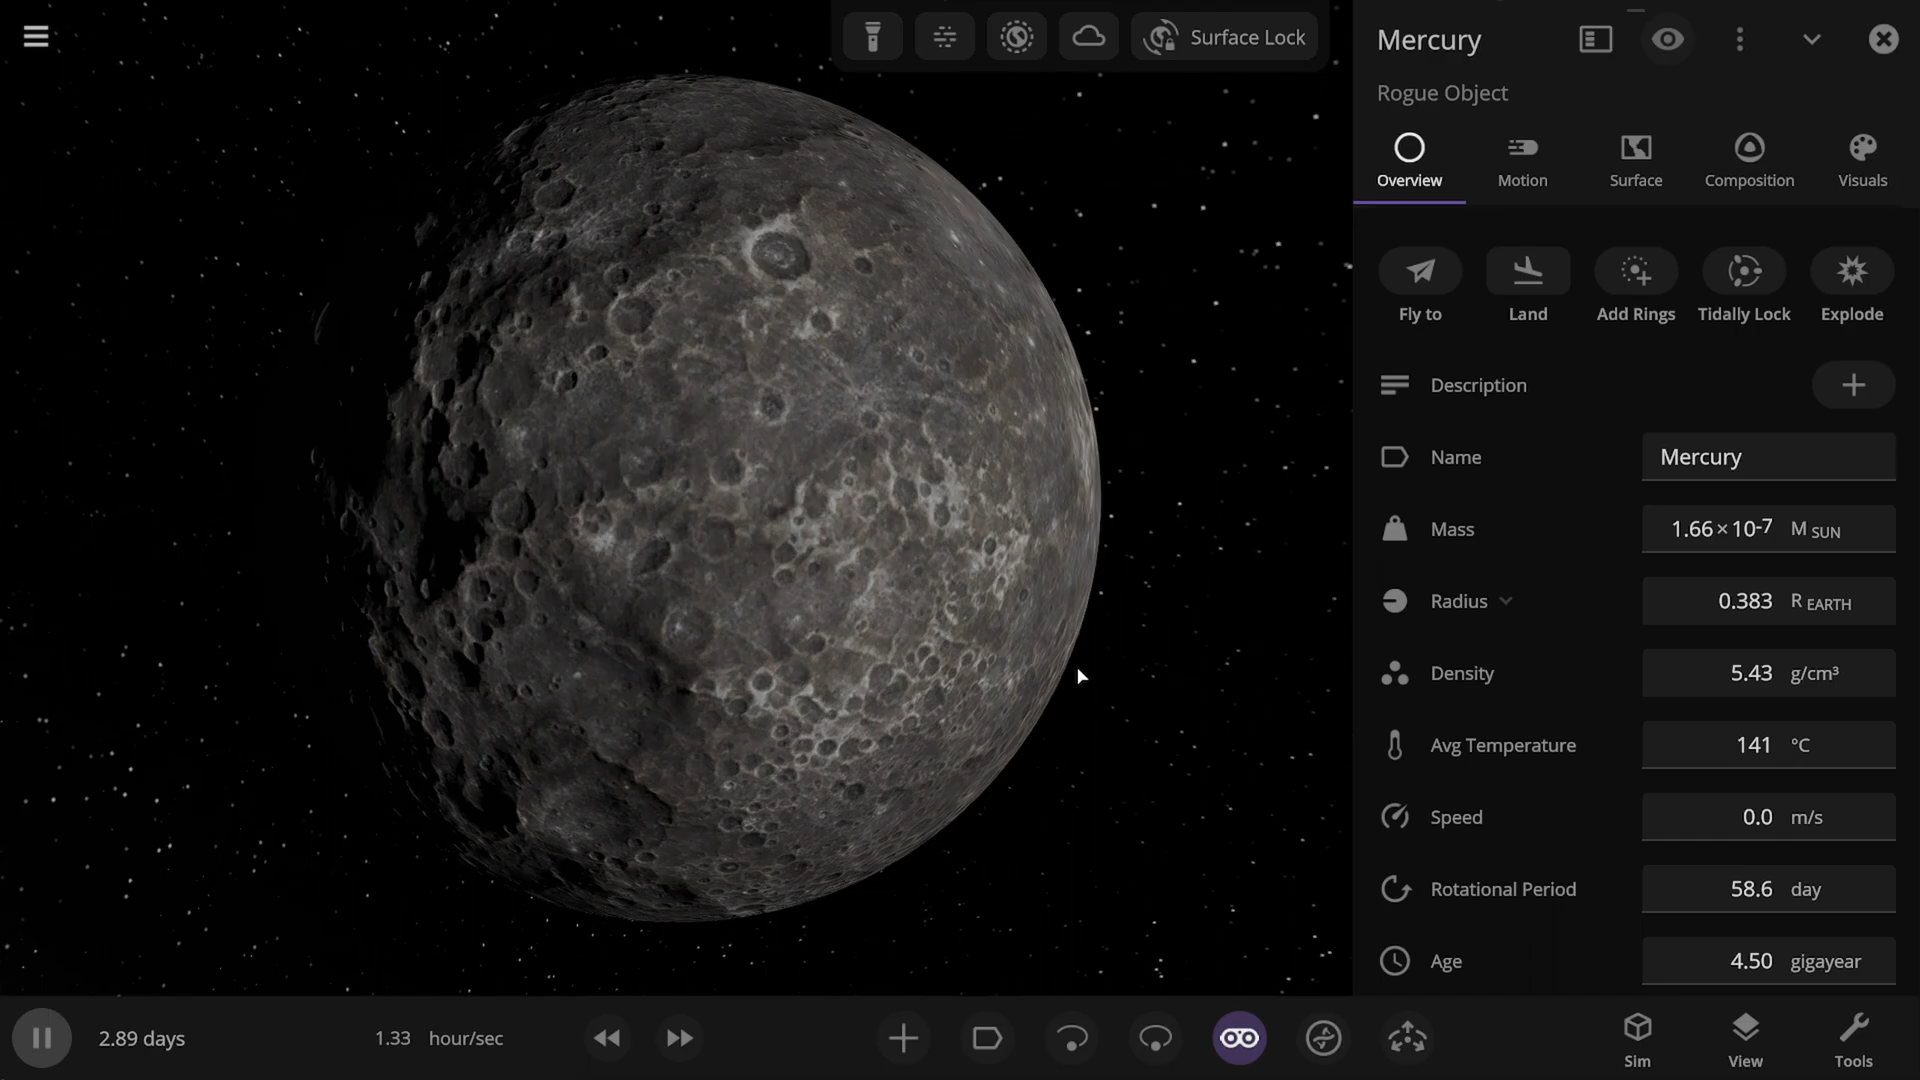 Surface Lock
Mercury
Rogue Object
Overview
Motion
Surface
Composition
Visuals
Fly to
Land
Add Rings
Tidally Lock
Explode
Description
Name
Mercury
Mass
1.66×10⁻⁷ M SUN
Radius
0.383 R EARTH
Density
5.43 g/cm³
Avg Temperature
141 °C
Speed
0.0 m/s
Rotational Period
58.6 day
Age
4.50 gigayear
2.89 days
1.33 hour/sec
Sim
View
Tools